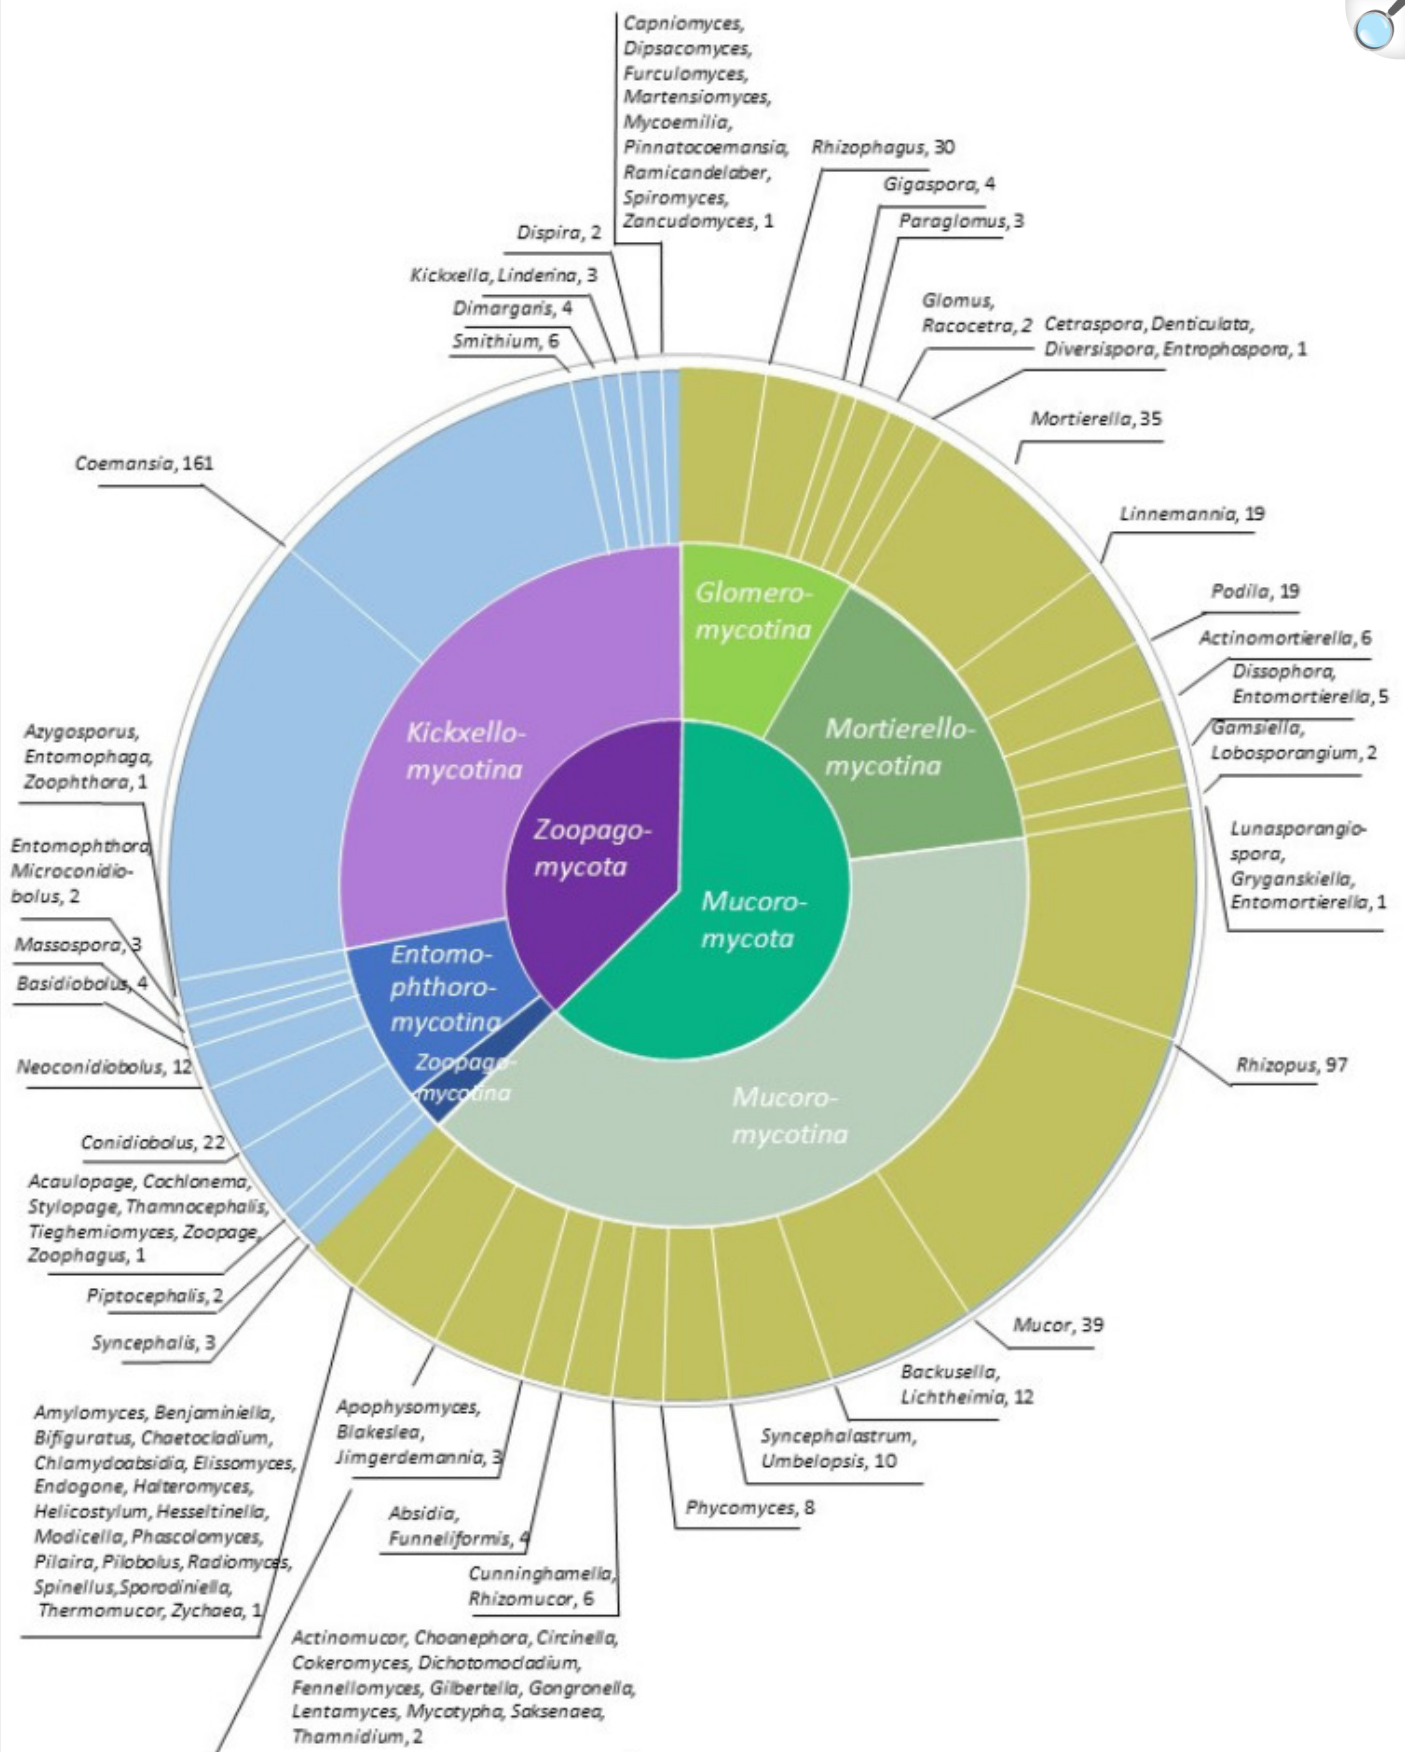 Capniomyces,
Dipsacomyces,
Furculomyces,
Martensiomyces,
Mycoemilia,
Pinnatocoemansia,
Ramicandelaber,
Spiromyces,
Zancudomyces, 1
Rhizophagus, 30
Gigaspora, 4
Paraglomus, 3
Dispira, 2
Kickxella, Linderina, 3
Dimargaris, 4
Smithium, 6
Glomus,
Racocetra, 2
Cetraspora, Denticulata,
Diversispora, Entrophospora, 1
Mortierella, 35
Coemansia, 161
Linnemannia, 19
Podila, 19
Actinomortierella, 6
Dissophora,
Entomortierella, 5
Gamsiella,
Lobosporangium, 2
Lunasporangio-
spora,
Gryganskiella,
Entomortierella, 1
Glomero-
mycotina
Mortierello-
mycotina
Kickxello-
mycotina
Zoopago-
mycota
Mucoro-
mycota
Entomo-
phthoro-
mycotina
Zoopago-
mycotina
Mucoro-
mycotina
Azygosporus,
Entomophaga,
Zoophthora, 1
Entomophthora,
Microconidio-
bolus, 2
Massospora, 3
Basidiobolus, 4
Neoconidiobolus, 12
Conidiobolus, 22
Acaulopage, Cochlonema,
Stylopage, Thamnocephalis,
Tieghemiomyces, Zoopage,
Zoophagus, 1
Piptocephalis, 2
Syncephalis, 3
Rhizopus, 97
Mucor, 39
Backusella,
Lichtheimia, 12
Syncephalastrum,
Umbelopsis, 10
Phycomyces, 8
Apophysomyces,
Blakeslea,
Jimgerdemannia, 3
Absidia,
Funneliformis, 4
Cunninghamella,
Rhizomucor, 6
Amylomyces, Benjaminiella,
Bifiguratus, Chaetocladium,
Chlamydoabsidia, Elissomyces,
Endogone, Halteromyces,
Helicostylum, Hesseltinella,
Modicella, Phascolomyces,
Pilaira, Pilobolus, Radiomyces,
Spinellus,Sporodiniella,
Thermomucor, Zychaea, 1
Actinomucor, Choanephora, Circinella,
Cokeromyces, Dichotomocladium,
Fennellomyces, Gilbertella, Gongronella,
Lentamyces, Mycotypha, Saksenaea,
Thamnidium, 2